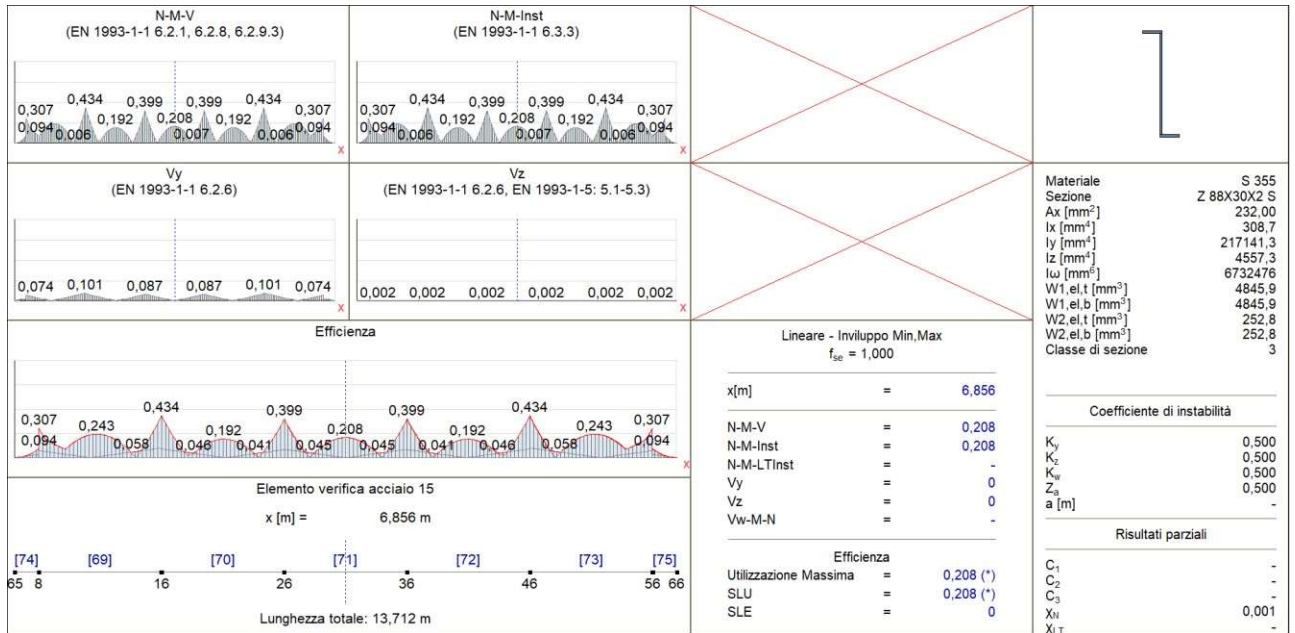 N-M-V
(EN 1993-1-1 6.2.1, 6.2.8, 6.2.9.3)
0,307 0,434 0,399 0,399 0,434 0,307
0,094 0,006 0,192 0,208 0,007 0,192 0,006 0,094
x
N-M-Inst
(EN 1993-1-1 6.3.3)
0,307 0,434 0,399 0,399 0,434 0,307
0,094 0,006 0,192 0,208 0,007 0,192 0,006 0,094
x
Vy
(EN 1993-1-1 6.2.6)
0,074 0,101 0,087 0,087 0,101 0,074
x
Vz
(EN 1993-1-1 6.2.6, EN 1993-1-5: 5.1-5.3)
0,002 0,002 0,002 0,002 0,002 0,002
x
Materiale S 355
Sezione Z 88X30X2 S
Ax [mm²] 232,00
Ix [mm⁴] 308,7
Iy [mm⁴] 217141,3
Iz [mm⁴] 4557,3
Iω [mm⁶] 6732476
W1,el,t [mm³] 4845,9
W1,el,b [mm³] 4845,9
W2,el,t [mm³] 252,8
W2,el,b [mm³] 252,8
Classe di sezione 3
Efficienza
0,307 0,434 0,399 0,399 0,434 0,307
0,094 0,243 0,058 0,046 0,192 0,041 0,045 0,208 0,045 0,041 0,192 0,046 0,058 0,243 0,094
x
Elemento verifica acciaio 15
x [m] = 6,856 m
[74] [69] [70] [71] [72] [73] [75]
65 8 16 26 36 46 56 66
Lunghezza totale: 13,712 m
Lineare - Inviluppo Min,Max
fse = 1,000
x[m] = 6,856
N-M-V = 0,208
N-M-Inst = 0,208
N-M-LTInst = -
Vy = 0
Vz = 0
Vw-M-N = -
Efficienza
Utilizzazione Massima = 0,208 (*)
SLU = 0,208 (*)
SLE = 0
Coefficiente di instabilità
Ky 0,500
Kz 0,500
Kw 0,500
Za 0,500
a [m] -
Risultati parziali
C₁ -
C₂ -
C₃ -
χN 0,001
χLT -